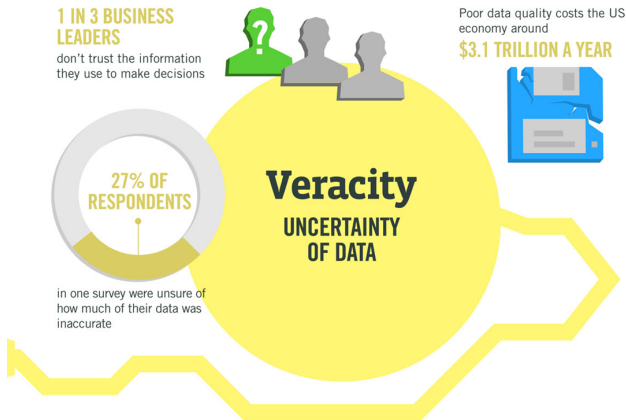 1 IN 3 BUSINESS
LEADERS
don't trust the information
they use to make decisions
?
Poor data quality costs the US
economy around
$3.1 TRILLION A YEAR
27% OF
RESPONDENTS
in one survey were unsure of
how much of their data was
inaccurate
Veracity
UNCERTAINTY
OF DATA